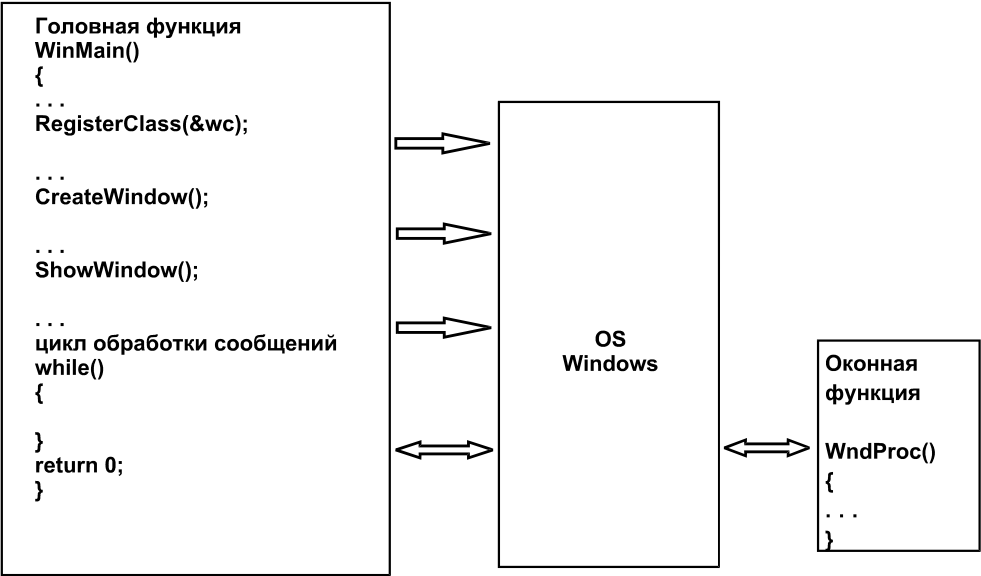 Головная функция
WinMain()
{
. . .
RegisterClass(&wc);
. . .
CreateWindow();
. . .
ShowWindow();
. . .
цикл обработки сообщений
while()
{
}
return 0;
}
OS
Windows
Оконная
функция
WndProc()
{
. . .
}